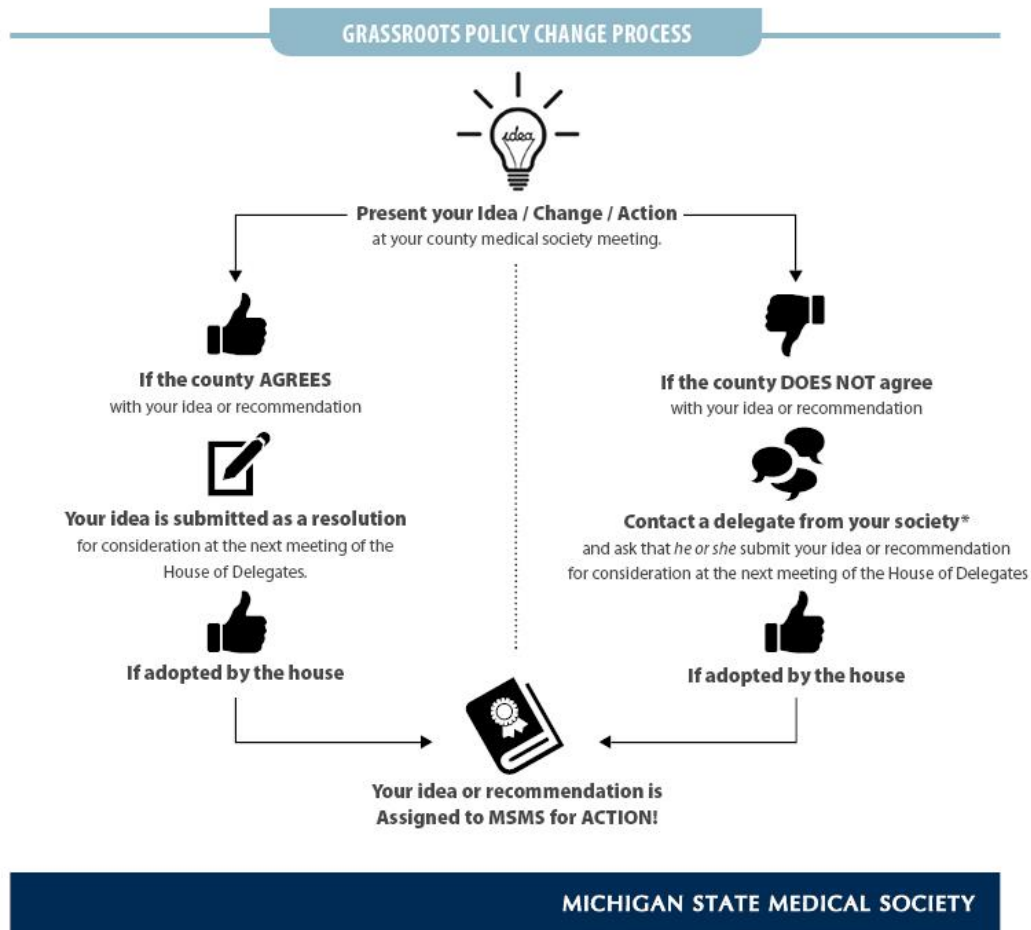 GRASSROOTS POLICY CHANGE PROCESS
idea
Present your Idea / Change / Action
at your county medical society meeting.
If the county AGREES
with your idea or recommendation
Your idea is submitted as a resolution
for consideration at the next meeting of the
House of Delegates.
If adopted by the house
If the county DOES NOT agree
with your idea or recommendation
Contact a delegate from your society*
and ask that he or she submit your idea or recommendation
for consideration at the next meeting of the House of Delegates
If adopted by the house
Your idea or recommendation is
Assigned to MSMS for ACTION!
MICHIGAN STATE MEDICAL SOCIETY